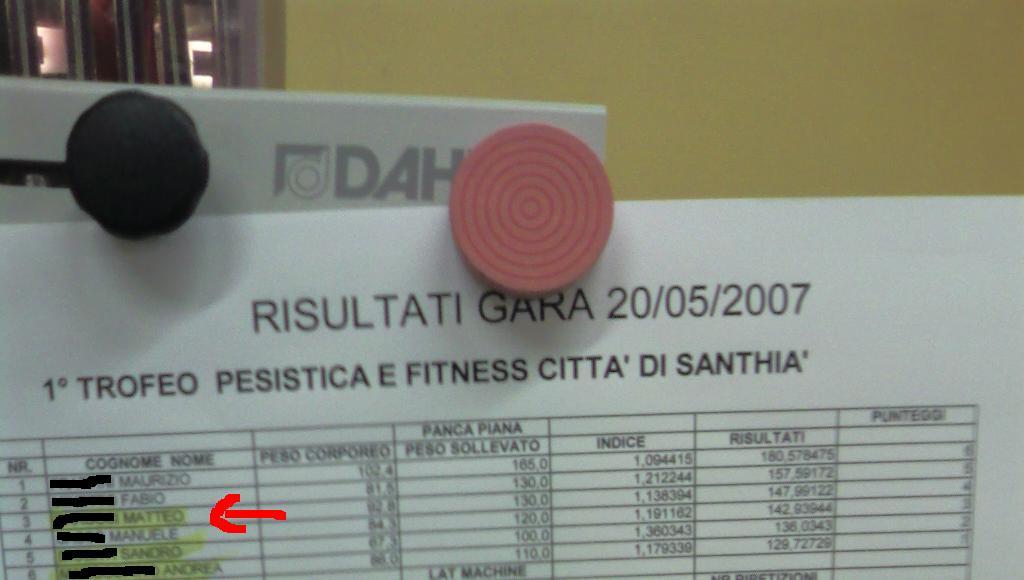 DAH
RISULTATI GARA 20/05/2007
1° TROFEO PESISTICA E FITNESS CITTA' DI SANTHIA'
PANCA PIANA PUNTEGGI
NR. COGNOME NOME PESO CORPOREO PESO SOLLEVATO INDICE RISULTATI
1 MAURIZIO 102,4 165,0 1,094415 180,578475 6
2 FABIO 81,5 130,0 1,212244 157,59172 5
3 MATTEO 92,8 130,0 1,138394 147,99122 4
4 MANUELE 84,3 120,0 1,191162 142,93944 3
5 SANDRO 67,3 100,0 1,360343 136,0343 2
6 ANDREA 86,0 110,0 1,179339 129,72729
LAT MACHINE NR.RIPETIZIONI